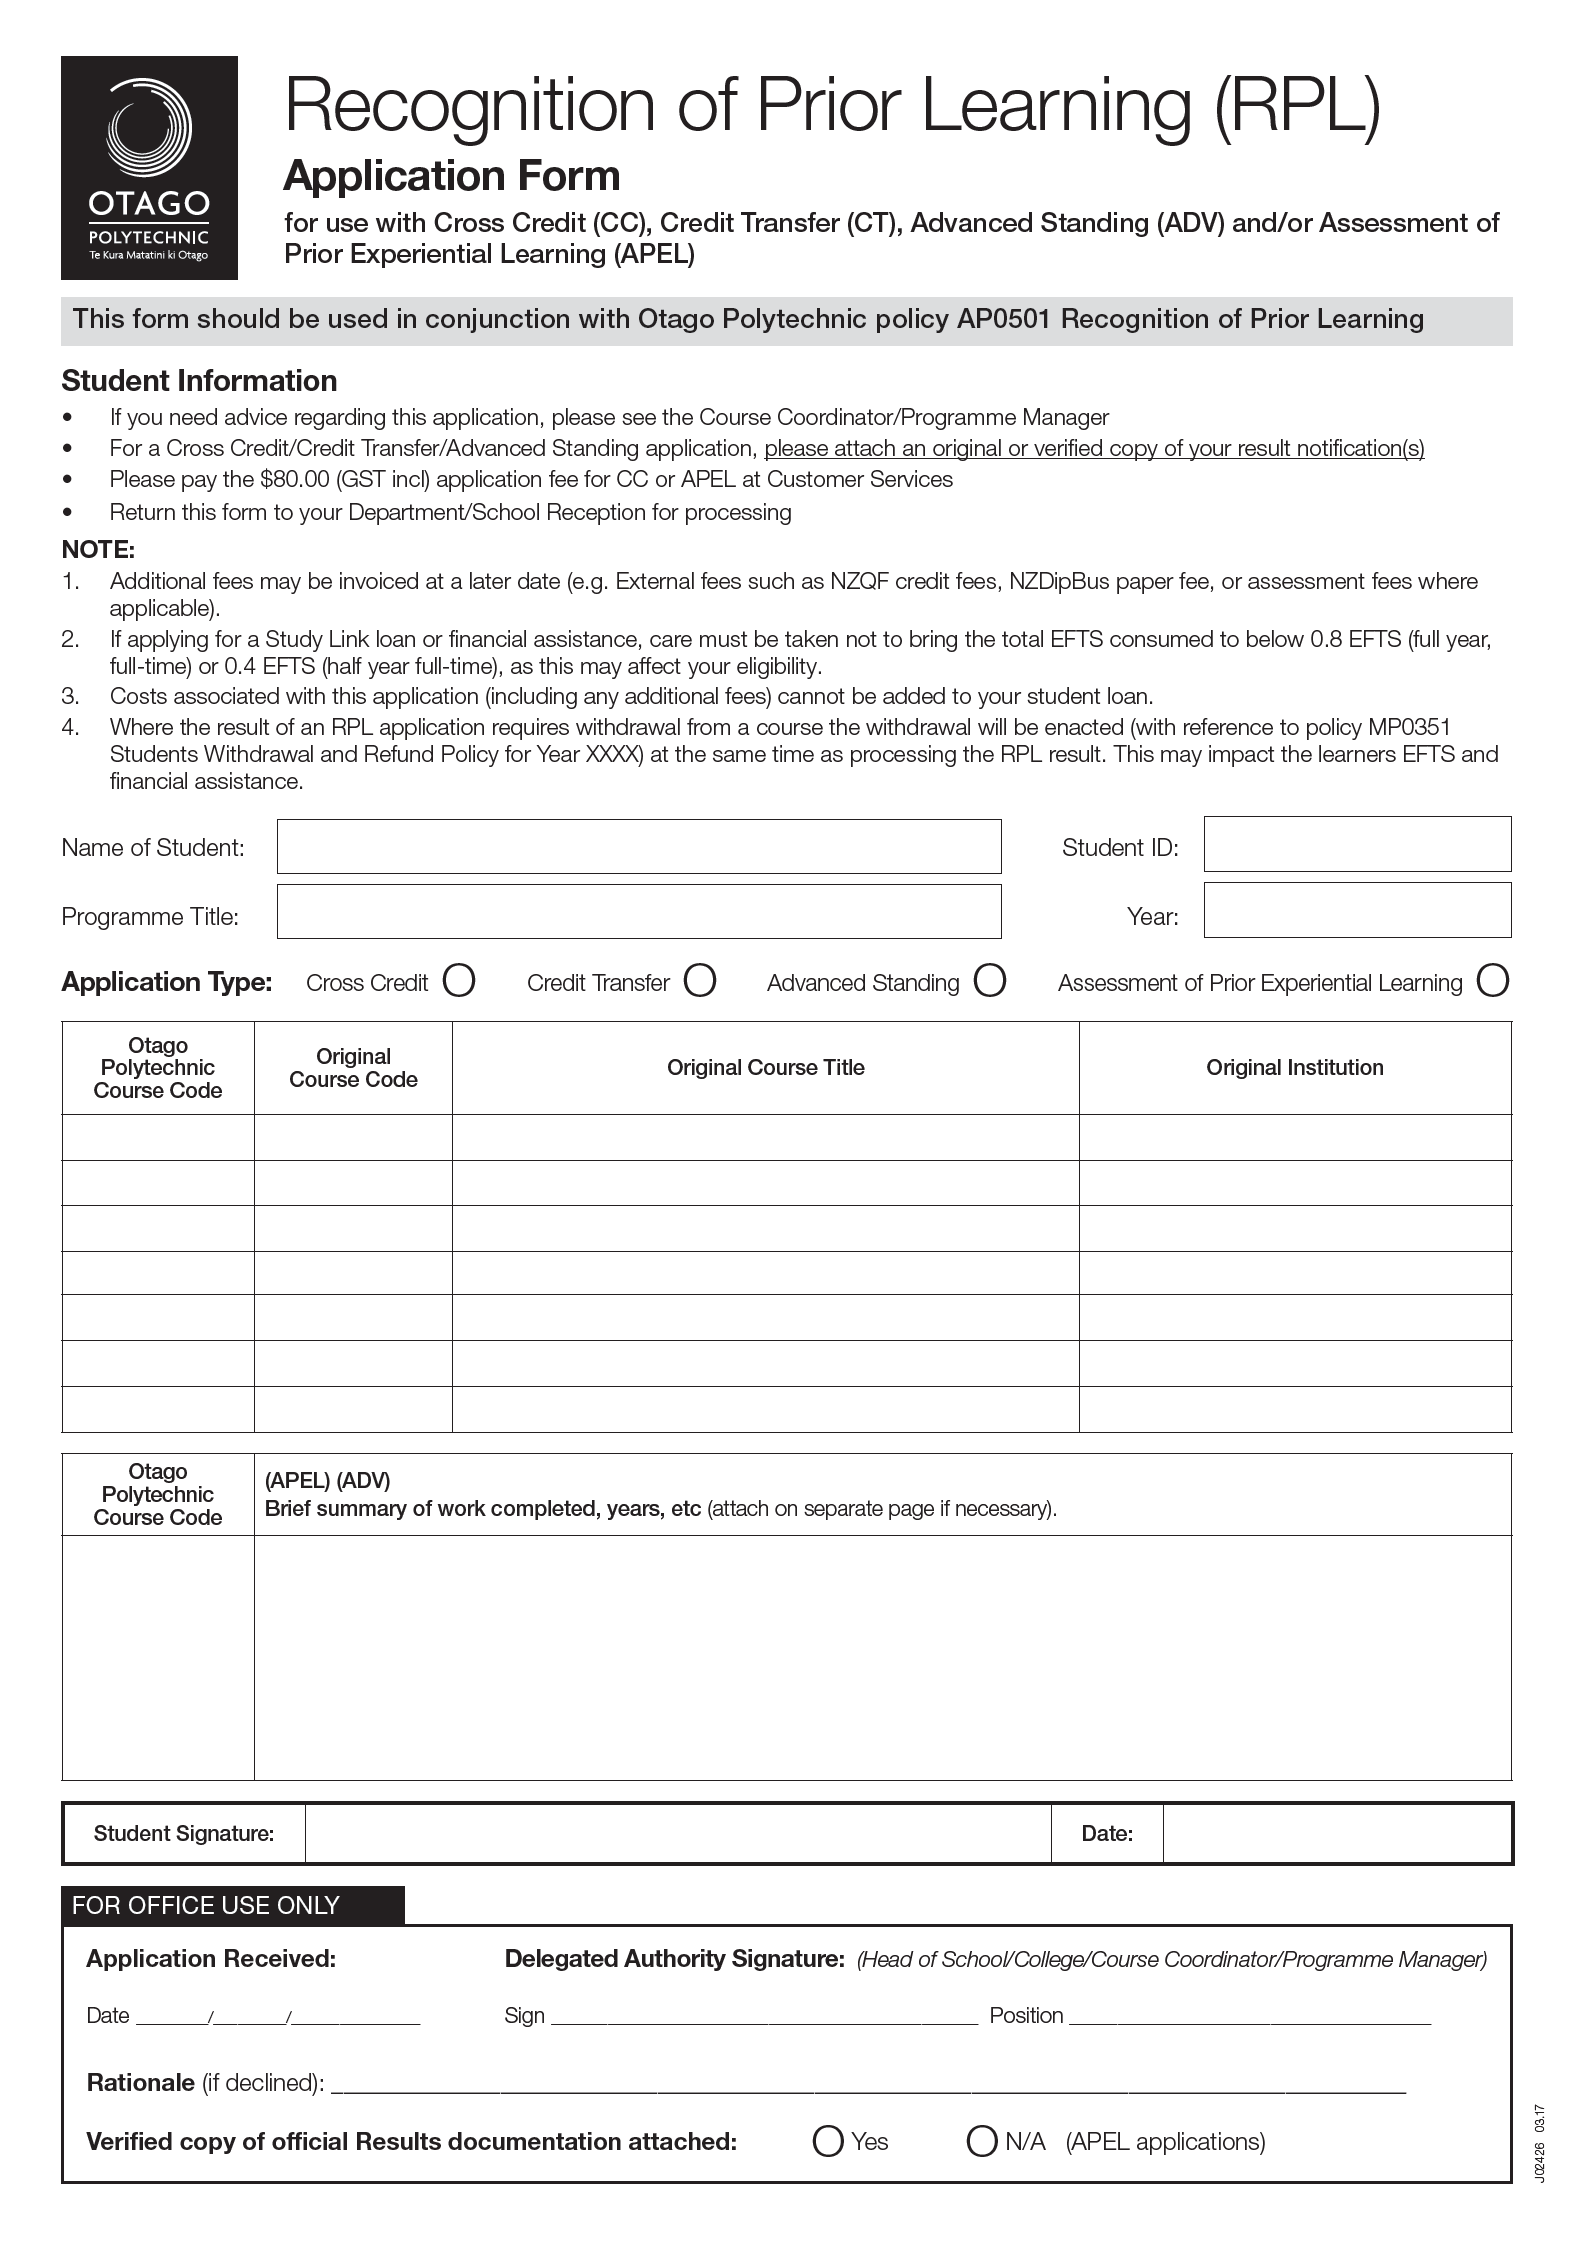 OTAGO
POLYTECHNIC
Te Kura Matatini ki Otago
Recognition of Prior Learning (RPL)
Application Form
for use with Cross Credit (CC), Credit Transfer (CT), Advanced Standing (ADV) and/or Assessment of
Prior Experiential Learning (APEL)
This form should be used in conjunction with Otago Polytechnic policy AP0501 Recognition of Prior Learning
Student Information
• If you need advice regarding this application, please see the Course Coordinator/Programme Manager
• For a Cross Credit/Credit Transfer/Advanced Standing application, please attach an original or verified copy of your result notification(s)
• Please pay the $80.00 (GST incl) application fee for CC or APEL at Customer Services
• Return this form to your Department/School Reception for processing
NOTE:
1. Additional fees may be invoiced at a later date (e.g. External fees such as NZQF credit fees, NZDipBus paper fee, or assessment fees where
applicable).
2. If applying for a Study Link loan or financial assistance, care must be taken not to bring the total EFTS consumed to below 0.8 EFTS (full year,
full-time) or 0.4 EFTS (half year full-time), as this may affect your eligibility.
3. Costs associated with this application (including any additional fees) cannot be added to your student loan.
4. Where the result of an RPL application requires withdrawal from a course the withdrawal will be enacted (with reference to policy MP0351
Students Withdrawal and Refund Policy for Year XXXX) at the same time as processing the RPL result. This may impact the learners EFTS and
financial assistance.
Name of Student: Student ID:
Programme Title: Year:
Application Type: Cross Credit Credit Transfer Advanced Standing Assessment of Prior Experiential Learning
Otago
Polytechnic
Course Code
Original
Course Code
Original Course Title
Original Institution
Otago
Polytechnic
Course Code
(APEL) (ADV)
Brief summary of work completed, years, etc (attach on separate page if necessary).
Student Signature: Date:
FOR OFFICE USE ONLY
Application Received: Delegated Authority Signature: (Head of School/College/Course Coordinator/Programme Manager)
Date ______/______/___________ Sign ____________________ Position ____________________
Rationale (if declined): ____________________
Verified copy of official Results documentation attached: Yes N/A (APEL applications)
J02426 03.17